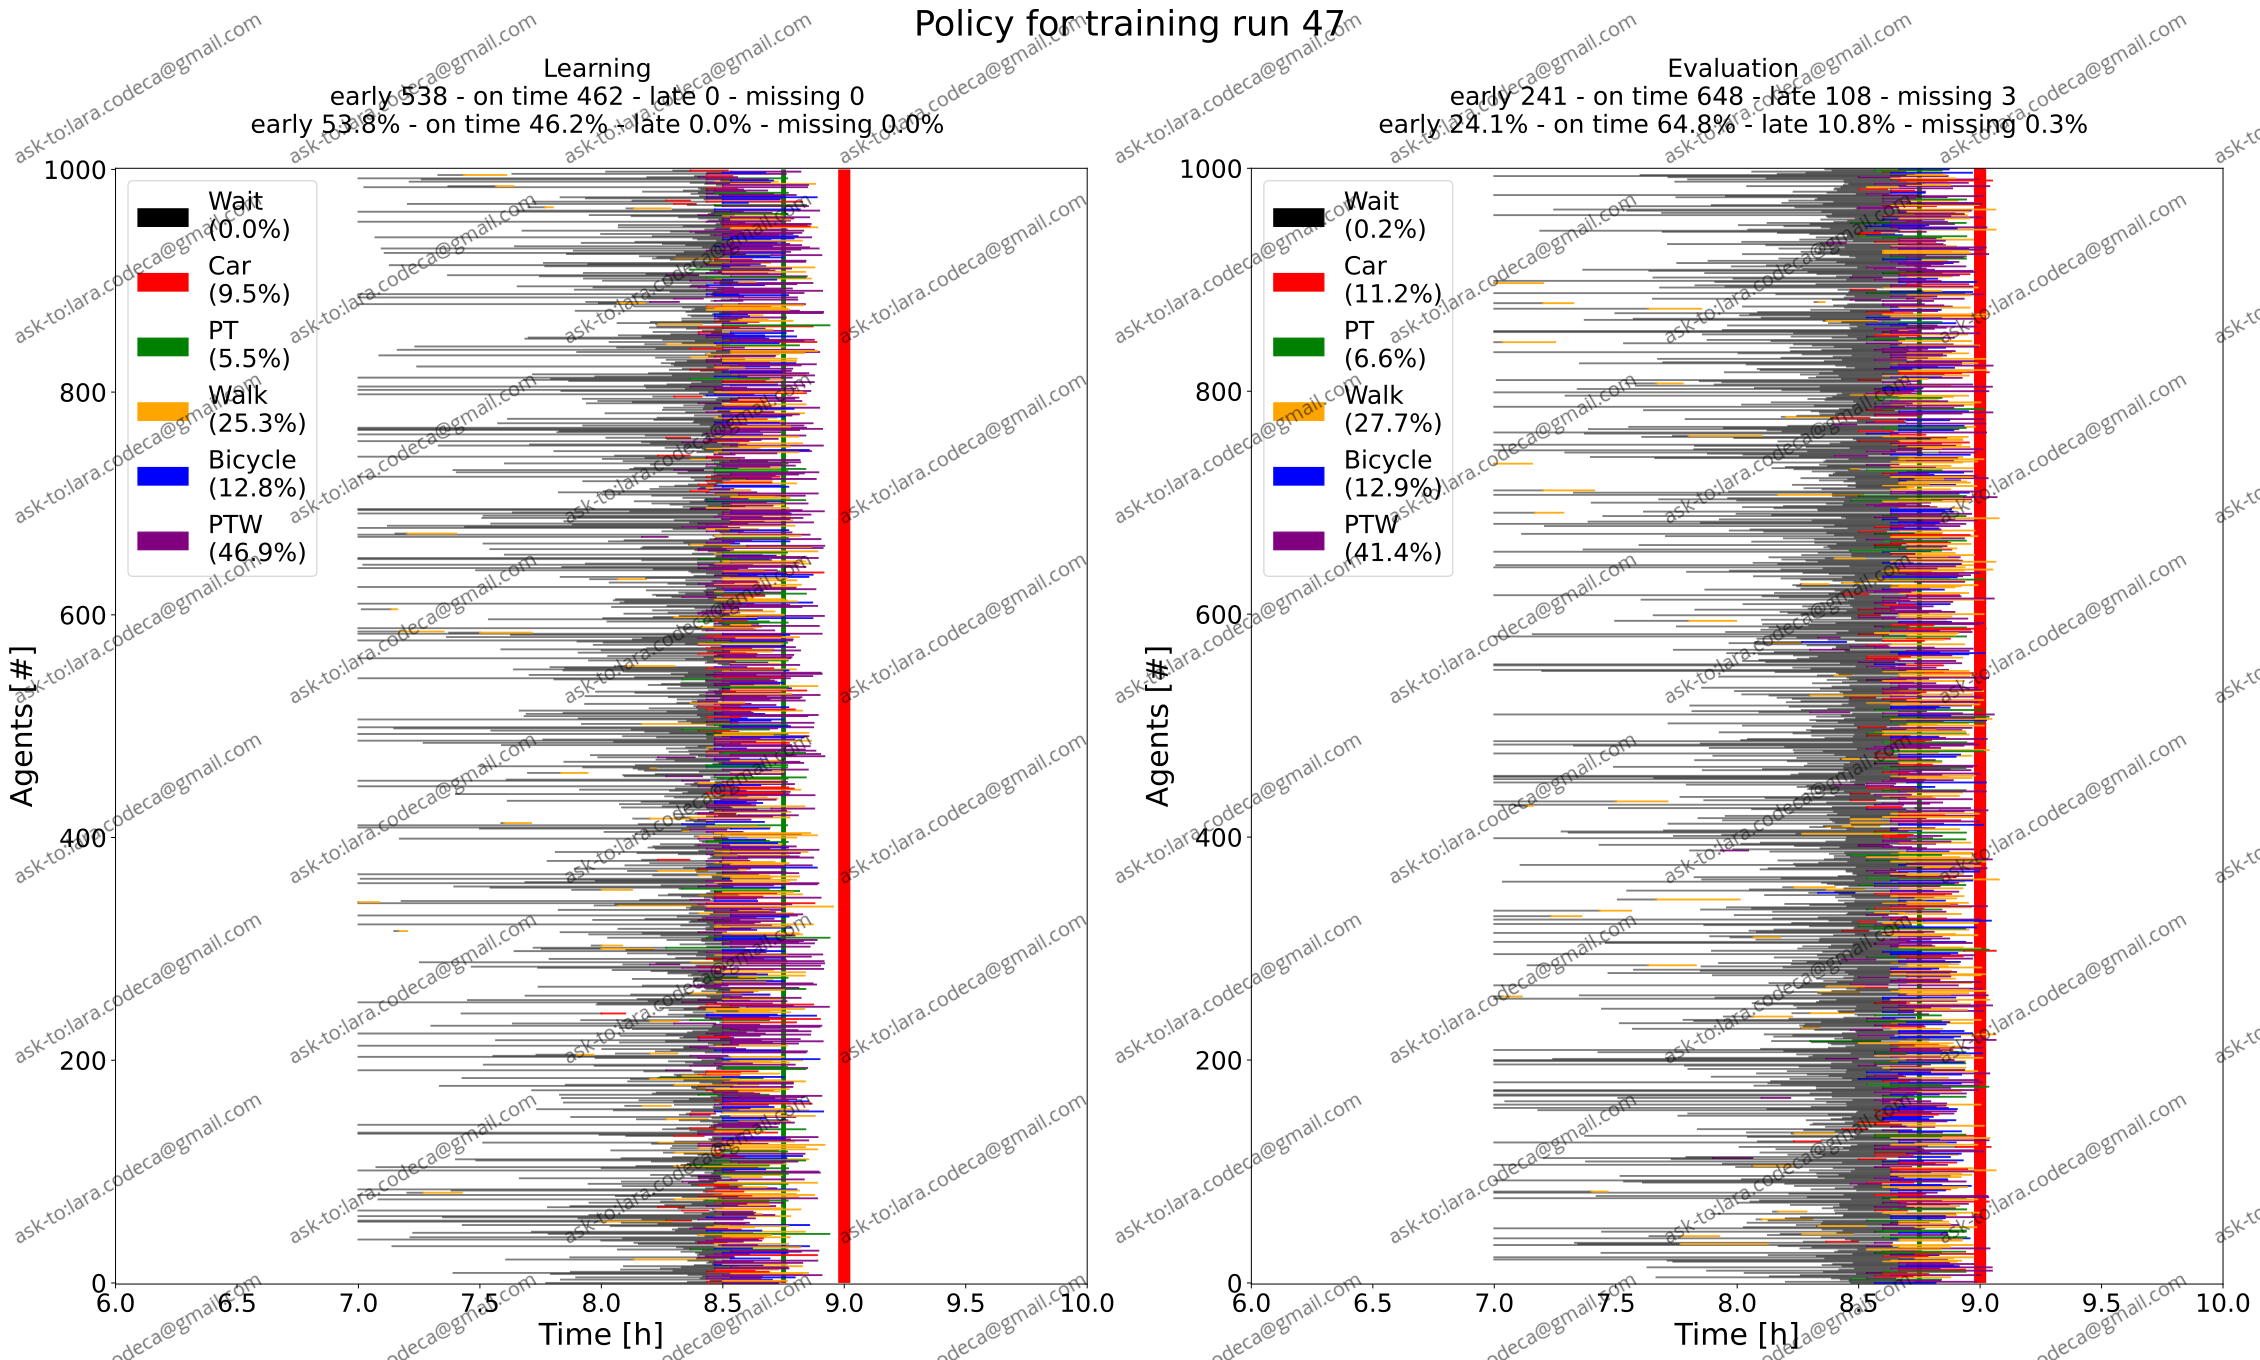 Policy for training run 47
Learning
early 538 - on time 462 - late 0 - missing 0
early 53.8% - on time 46.2% - late 0.0% - missing 0.0%
1000
800
600
400
200
0
Agents [#]
Wait
(0.0%)
Car
(9.5%)
PT
(5.5%)
Walk
(25.3%)
Bicycle
(12.8%)
PTW
(46.9%)
6.0 6.5 7.0 7.5 8.0 8.5 9.0 9.5 10.0
Time [h]
Evaluation
early 241 - on time 648 - late 108 - missing 3
early 24.1% - on time 64.8% - late 10.8% - missing 0.3%
1000
800
600
400
200
0
Agents [#]
Wait
(0.2%)
Car
(11.2%)
PT
(6.6%)
Walk
(27.7%)
Bicycle
(12.9%)
PTW
(41.4%)
6.0 6.5 7.0 7.5 8.0 8.5 9.0 9.5 10.0
Time [h]
ask-to:lara.codeca@gmail.com